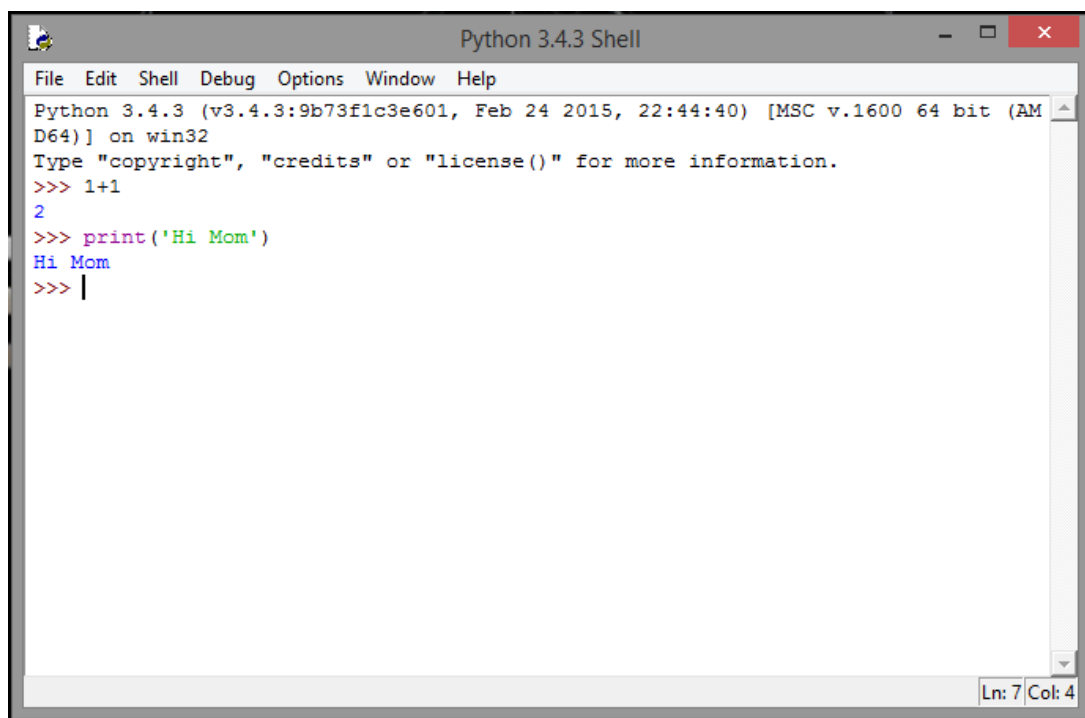 Python 3.4.3 Shell
File Edit Shell Debug Options Window Help
Python 3.4.3 (v3.4.3:9b73f1c3e601, Feb 24 2015, 22:44:40) [MSC v.1600 64 bit (AM
D64)] on win32
Type "copyright", "credits" or "license()" for more information.
>>> 1+1
2
>>> print('Hi Mom')
Hi Mom
>>>
Ln: 7 Col: 4